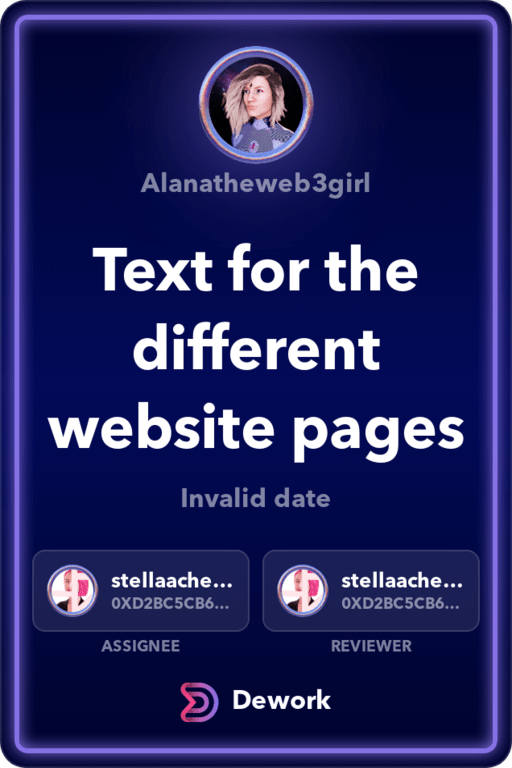 Alanatheweb3girl
Text for the
different
website pages
Invalid date
stellaache...
0XD2BC5CB6...
ASSIGNEE
stellaache...
0XD2BC5CB6...
REVIEWER
Dework